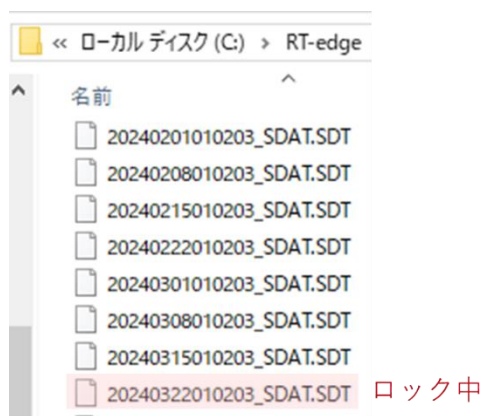 « ローカル ディスク (C:) > RT-edge
名前
20240201010203_SDAT.SDT
20240208010203_SDAT.SDT
20240215010203_SDAT.SDT
20240222010203_SDAT.SDT
20240301010203_SDAT.SDT
20240308010203_SDAT.SDT
20240315010203_SDAT.SDT
20240322010203_SDAT.SDT ロック中